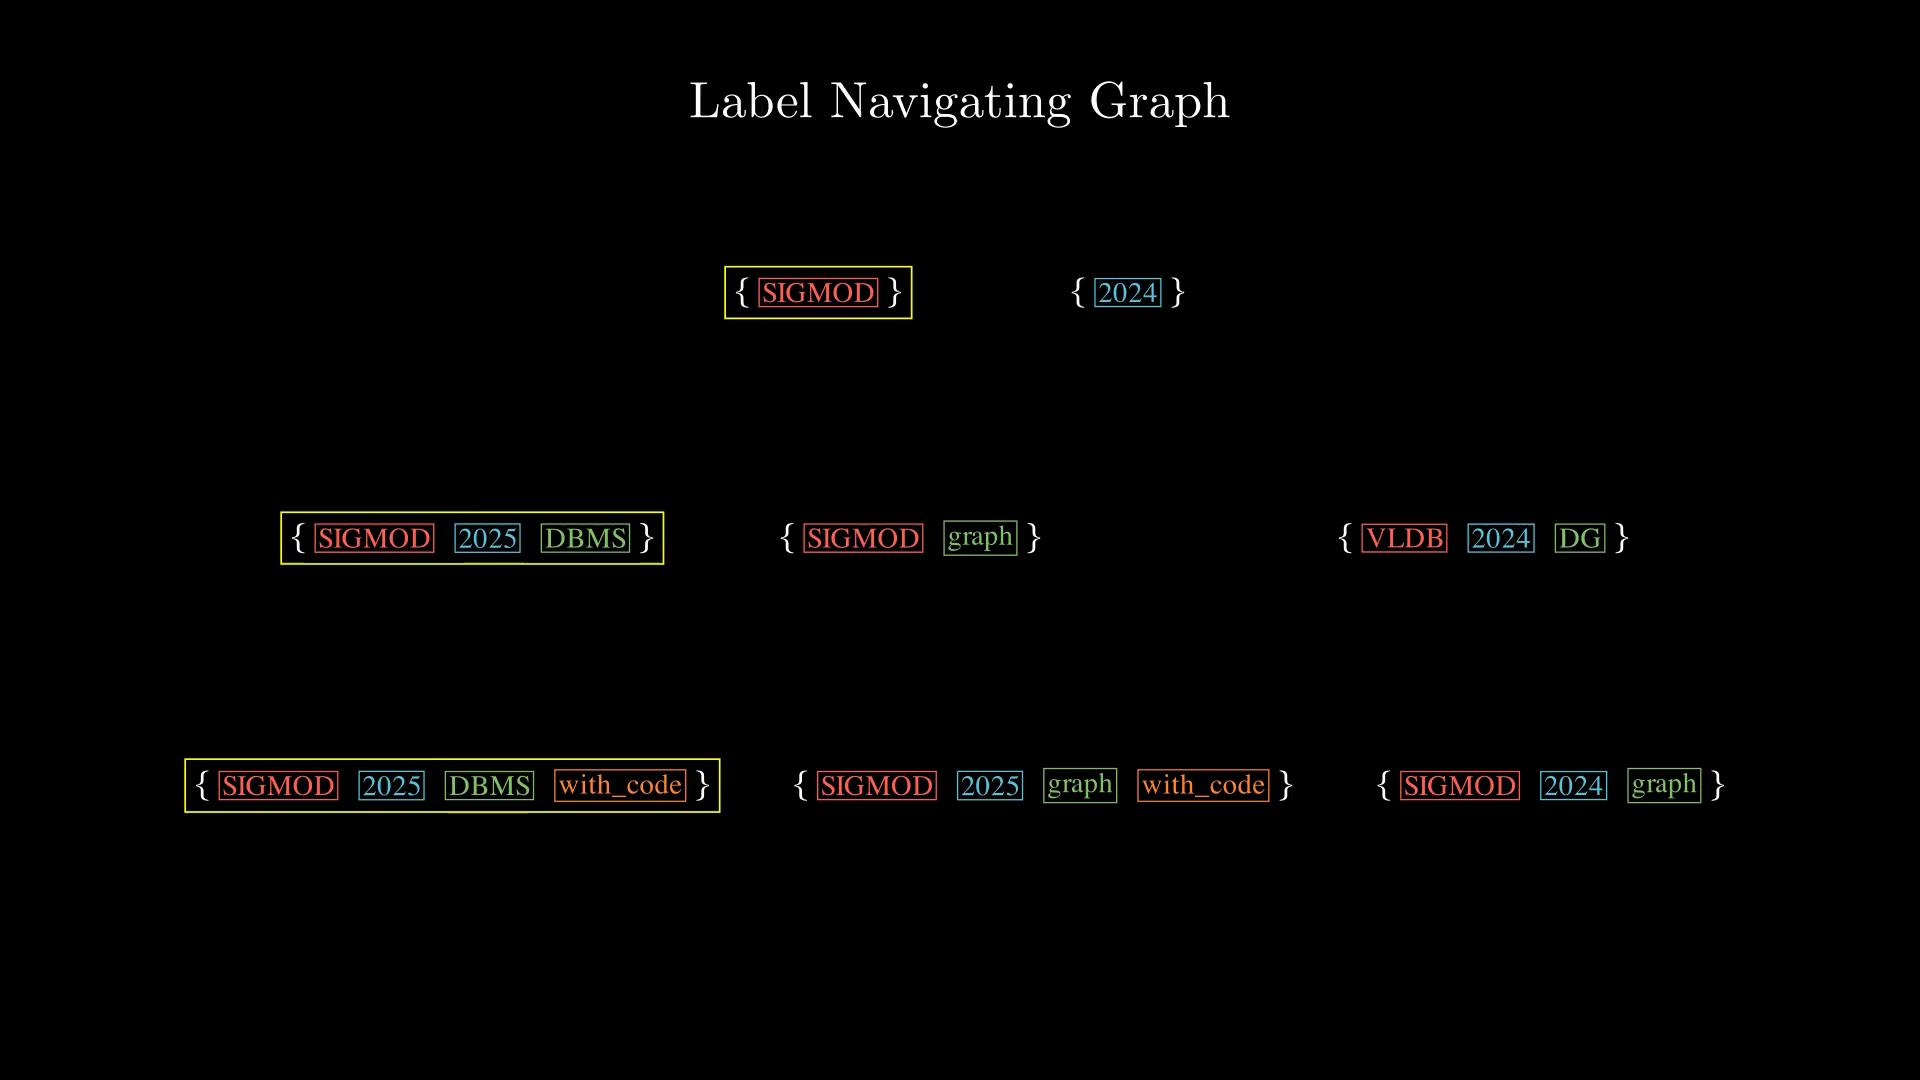 Label Navigating Graph
{ SIGMOD } { 2024 }
{ SIGMOD 2025 DBMS } { SIGMOD graph } { VLDB 2024 DG }
{ SIGMOD 2025 DBMS with_code } { SIGMOD 2025 graph with_code } { SIGMOD 2024 graph }